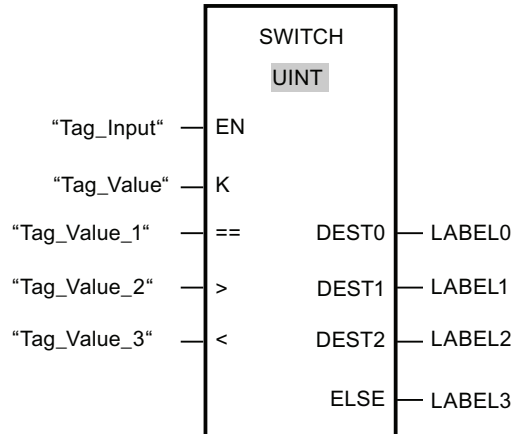 SWITCH
UINT
“Tag_Input“ EN
“Tag_Value“ K
“Tag_Value_1“ == DEST0 LABEL0
“Tag_Value_2“ > DEST1 LABEL1
“Tag_Value_3“ < DEST2 LABEL2
ELSE LABEL3